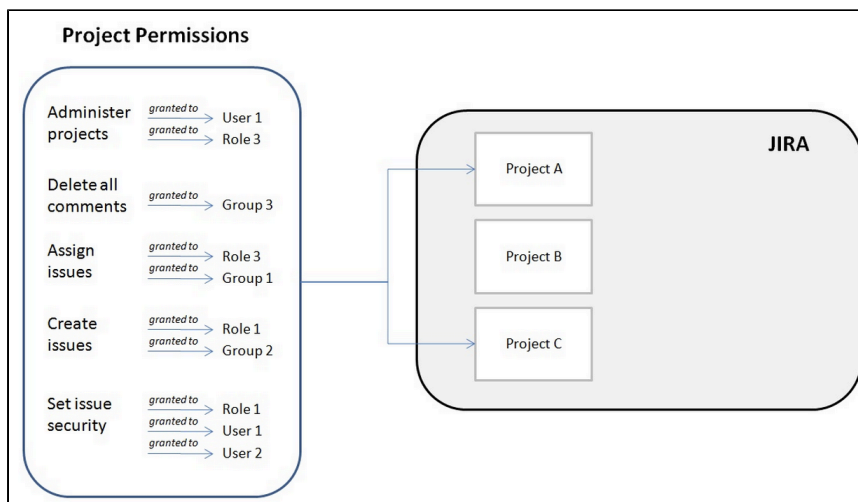 Project Permissions
Administer
projects
granted to
User 1
granted to
Role 3
Delete all
comments
granted to
Group 3
Assign
issues
granted to
Role 3
granted to
Group 1
Create
issues
granted to
Role 1
granted to
Group 2
Set issue
security
granted to
Role 1
granted to
User 1
granted to
User 2
JIRA
Project A
Project B
Project C